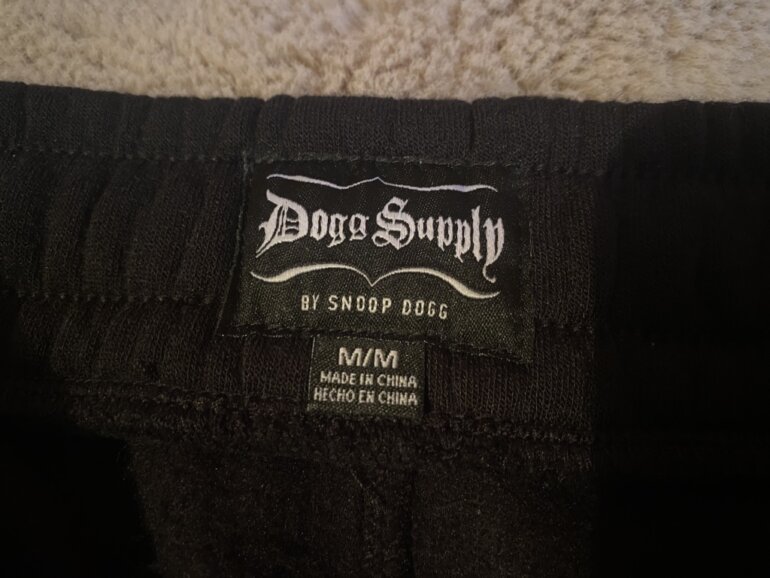 Dogg Supply
BY SNOOP DOGG
M/M
MADE IN CHINA
HECHO EN CHINA